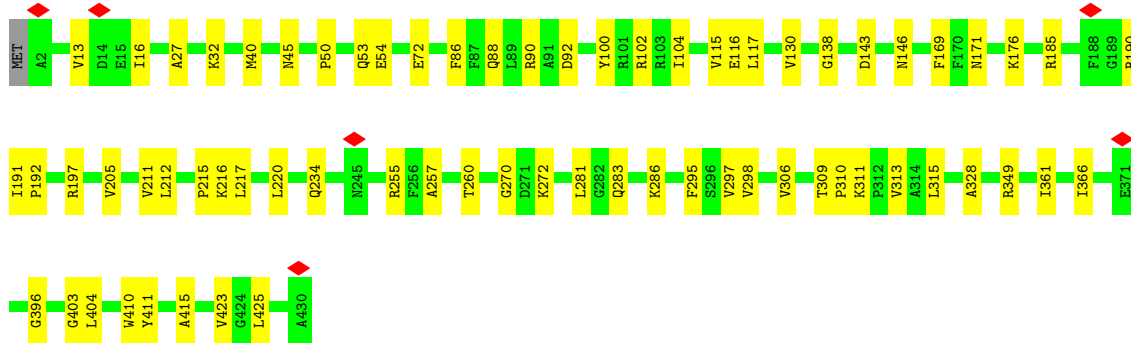 MET A2 V13 D14 E15 I16 A27 K32 M40 N45 P50 Q53 E54 E72 F86 F87 Q88 L89 R90 A91 D92 Y100 R101 R102 R103 I104 V115 E116 L117 V130 G138 D143 N146 F169 F170 N171 K176 R185 F188 G189 R190
I191 P192 R197 V205 V211 L212 P215 K216 L217 L220 Q234 N245 R255 F256 A257 T260 G270 D271 K272 L281 G282 Q283 K286 F295 S296 V297 V298 V306 T309 P310 K311 P312 V313 A314 L315 A328 R349 I361 I366 E371
G396 G403 L404 W410 Y411 A415 V423 G424 L425 A430